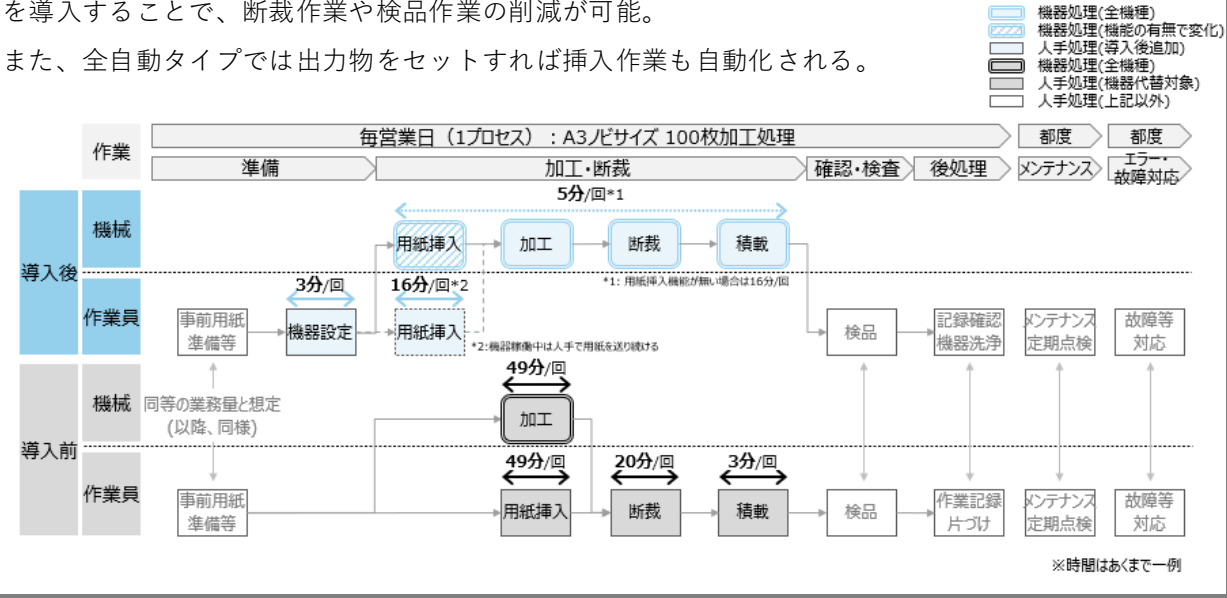 を導入することで、断裁作業や検品作業の削減が可能。
また、全自動タイプでは出力物をセットすれば挿入作業も自動化される。
機器処理(全機種)
機器処理(機能の有無で変化)
人手処理(導入後追加)
機器処理(全機種)
人手処理(機器代替対象)
人手処理(上記以外)
作業
毎営業日（1プロセス）：A3ノビサイズ 100枚加工処理
都度
都度
準備
加工・断裁
確認・検査
後処理
メンテナンス
エラー・
故障対応
導入後
機械
5分/回*1
用紙挿入
加工
断裁
積載
*1: 用紙挿入機能が無い場合は16分/回
作業員
3分/回
16分/回*2
事前用紙
準備等
機器設定
用紙挿入
*2:機器稼働中は人手で用紙を送り続ける
検品
記録確認
機器洗浄
メンテナンス
定期点検
故障等
対応
導入前
機械
同等の業務量と想定
(以降、同様)
49分/回
加工
作業員
49分/回
20分/回
3分/回
事前用紙
準備等
用紙挿入
断裁
積載
検品
作業記録
片づけ
メンテナンス
定期点検
故障等
対応
※時間はあくまで一例